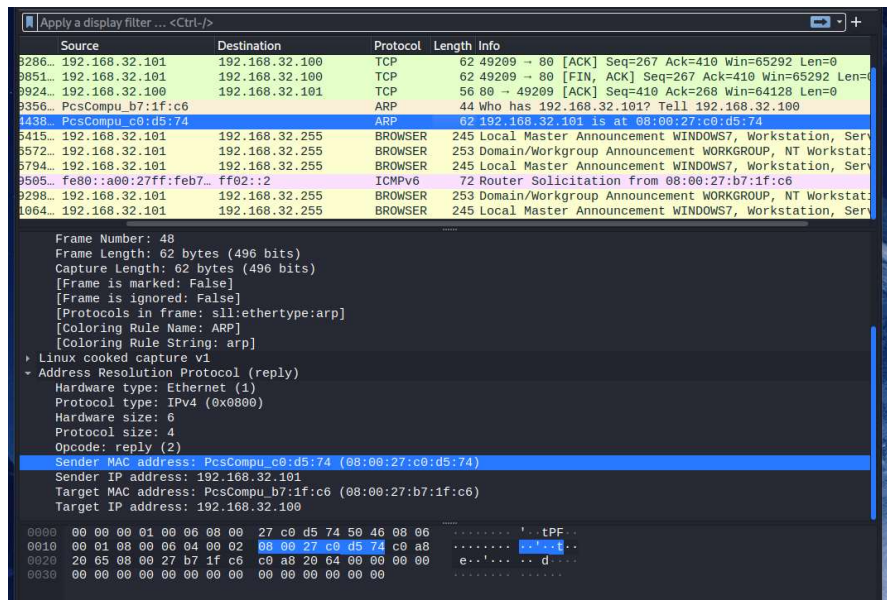 Apply a display filter … <Ctrl-/>
Source Destination Protocol Length Info
3286… 192.168.32.101 192.168.32.100 TCP 62 49209 → 80 [ACK] Seq=267 Ack=410 Win=65292 Len=0
0851… 192.168.32.101 192.168.32.100 TCP 62 49209 → 80 [FIN, ACK] Seq=267 Ack=410 Win=65292 Len=0
0924… 192.168.32.100 192.168.32.101 TCP 56 80 → 49209 [ACK] Seq=410 Ack=268 Win=64128 Len=0
9356… PcsCompu_b7:1f:c6 ARP 44 Who has 192.168.32.101? Tell 192.168.32.100
4438… PcsCompu_c0:d5:74 ARP 62 192.168.32.101 is at 08:00:27:c0:d5:74
5415… 192.168.32.101 192.168.32.255 BROWSER 245 Local Master Announcement WINDOWS7, Workstation, Serv
6572… 192.168.32.101 192.168.32.255 BROWSER 253 Domain/Workgroup Announcement WORKGROUP, NT Workstat
5794… 192.168.32.101 192.168.32.255 BROWSER 245 Local Master Announcement WINDOWS7, Workstation, Serv
9505… fe80::a00:27ff:feb7… ff02::2 ICMPv6 72 Router Solicitation from 08:00:27:b7:1f:c6
9298… 192.168.32.101 192.168.32.255 BROWSER 253 Domain/Workgroup Announcement WORKGROUP, NT Workstat
1064… 192.168.32.101 192.168.32.255 BROWSER 245 Local Master Announcement WINDOWS7, Workstation, Serv
Frame Number: 48
Frame Length: 62 bytes (496 bits)
Capture Length: 62 bytes (496 bits)
[Frame is marked: False]
[Frame is ignored: False]
[Protocols in frame: sll:ethertype:arp]
[Coloring Rule Name: ARP]
[Coloring Rule String: arp]
Linux cooked capture v1
Address Resolution Protocol (reply)
Hardware type: Ethernet (1)
Protocol type: IPv4 (0x0800)
Hardware size: 6
Protocol size: 4
Opcode: reply (2)
Sender MAC address: PcsCompu_c0:d5:74 (08:00:27:c0:d5:74)
Sender IP address: 192.168.32.101
Target MAC address: PcsCompu_b7:1f:c6 (08:00:27:b7:1f:c6)
Target IP address: 192.168.32.100
0000 00 00 00 01 00 06 08 00 27 c0 d5 74 50 46 08 06 ········ '··tPF··
0010 00 01 08 00 06 04 00 02 08 00 27 c0 d5 74 c0 a8 ········ ··'··t··
0020 20 65 08 00 27 b7 1f c6 c0 a8 20 64 00 00 00 00 e··'··· ·· d····
0030 00 00 00 00 00 00 00 00 00 00 00 00 00 00 ········ ······